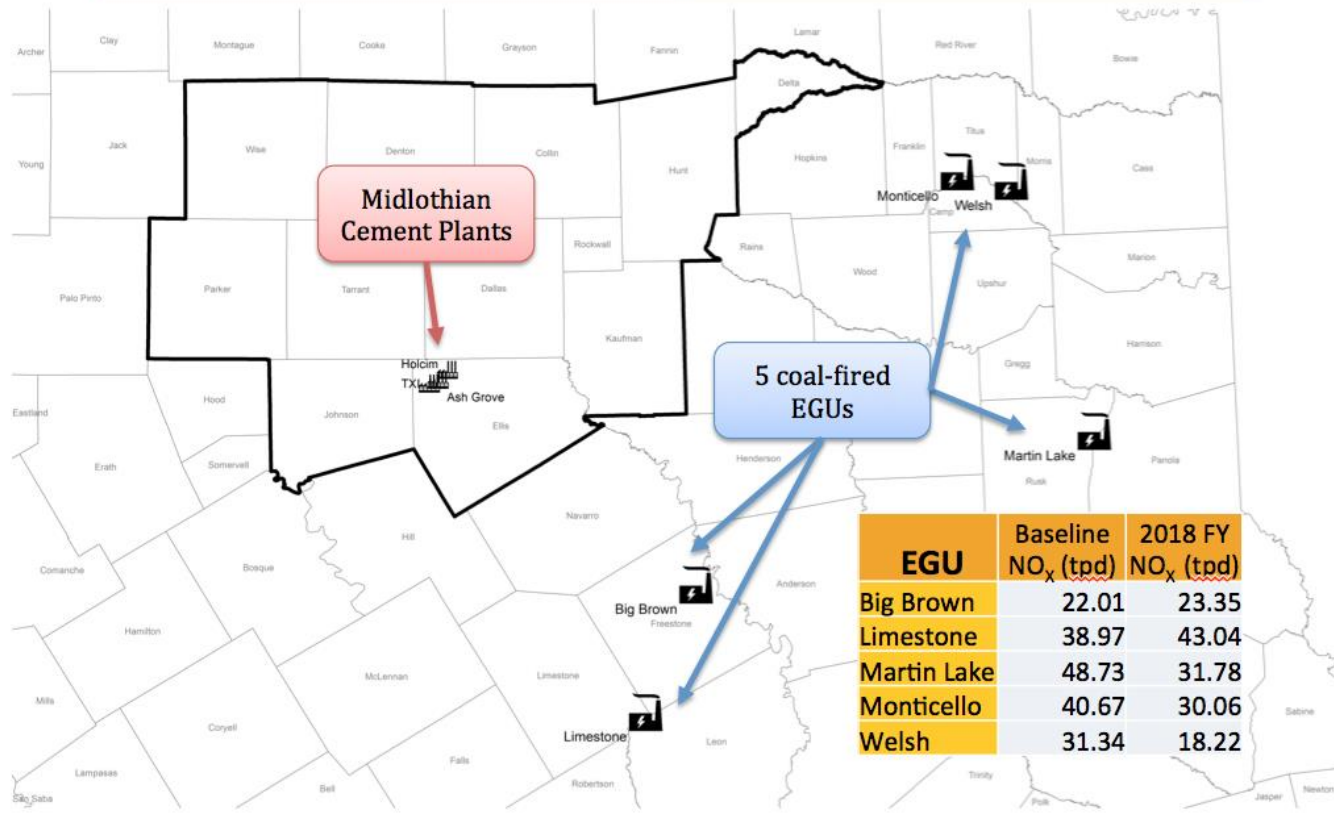 Archer
Clay
Montague
Cooke
Grayson
Fannin
Lamar
Red River
Bowie
Delta
Young
Jack
Wise
Denton
Collin
Hunt
Hopkins
Franklin
Titus
Morris
Cass
Monticello
Welsh
Camp
Midlothian
Cement Plants
Rockwall
Rains
Wood
Upshur
Marion
Palo Pinto
Parker
Tarrant
Dallas
Kaufman
Harrison
Gregg
Holcim
TXI
Ash Grove
5 coal-fired
EGUs
Eastland
Hood
Johnson
Ellis
Erath
Somervell
Henderson
Martin Lake
Rusk
Panola
Navarro
Hill
Comanche
Bosque
Anderson
Big Brown
Freestone
Hamilton
McLennan
Limestone
Mills
Coryell
Limestone
Leon
Falls
Lampasas
Bell
Robertson
San Saba
Sabine
Trinity
Polk
Jasper
Newton
EGU Baseline NOX (tpd) 2018 FY NOX (tpd)
Big Brown 22.01 23.35
Limestone 38.97 43.04
Martin Lake 48.73 31.78
Monticello 40.67 30.06
Welsh 31.34 18.22